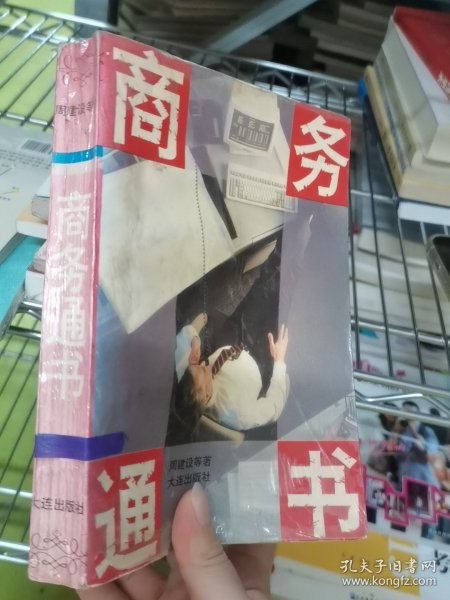 商务
通书
周建设等著
大连出版社
周建设等
商务通书
大连出版社
孔夫子旧书网
www.kongfz.com